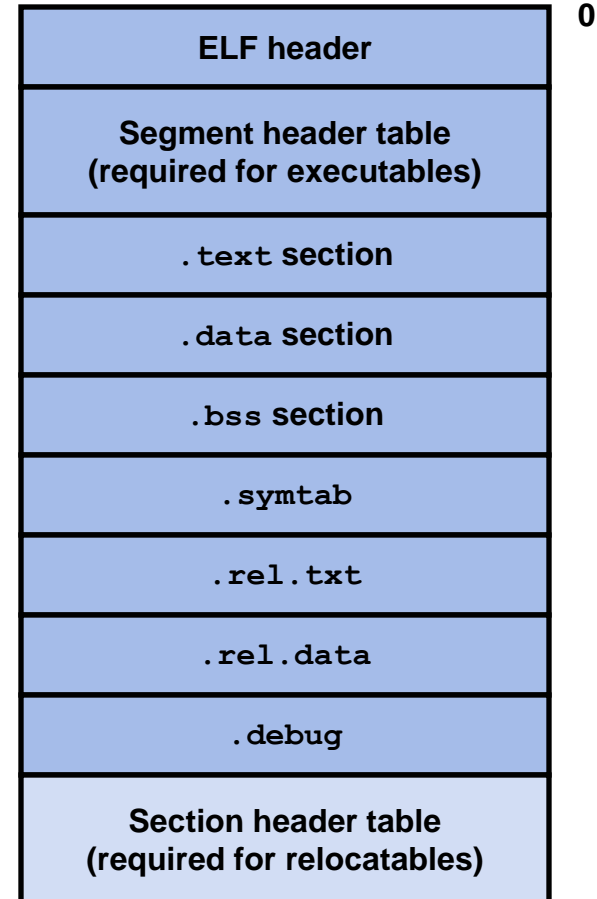 0
ELF header
Segment header table
(required for executables)
.text section
.data section
.bss section
.symtab
.rel.txt
.rel.data
.debug
Section header table
(required for relocatables)